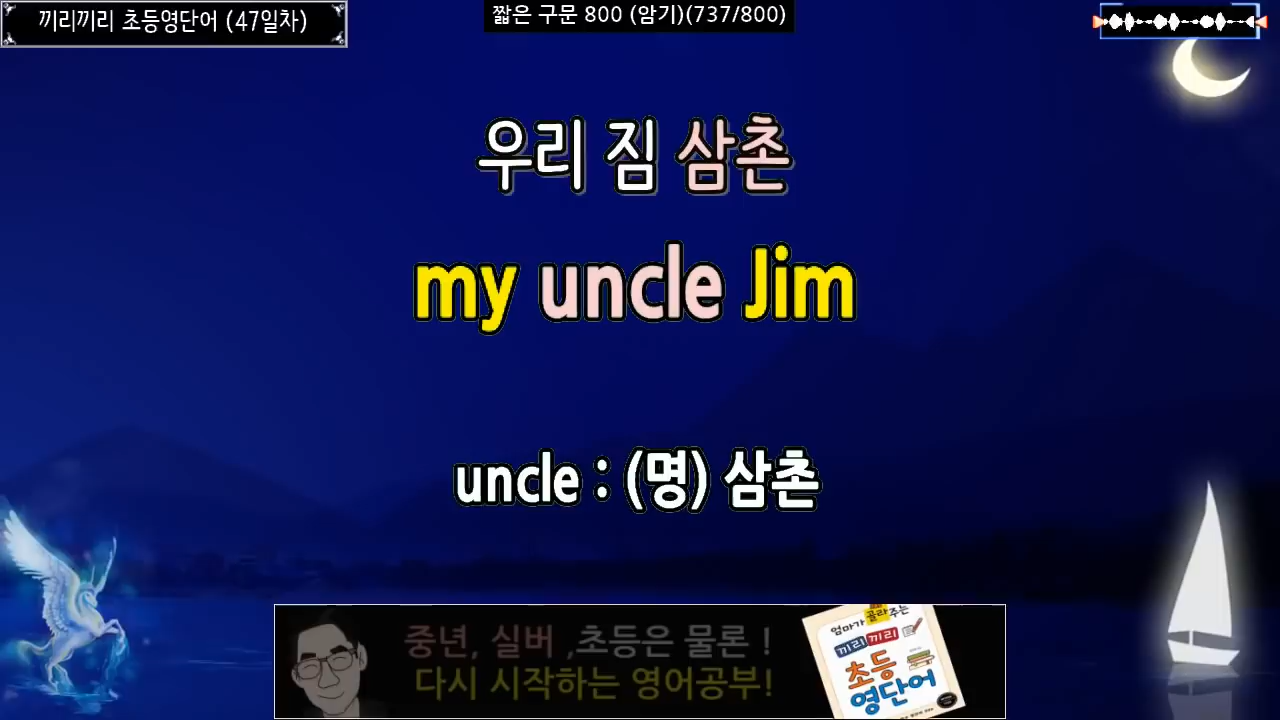 끼리끼리 초등영단어 (47일차)
짧은 구문 800 (암기)(737/800)
우리 짐 삼촌
my uncle Jim
uncle : (명) 삼촌
중년, 실버 ,초등은 물론 !
다시 시작하는 영어공부!
엄마가 골라주는
끼리끼리
초등
영단어